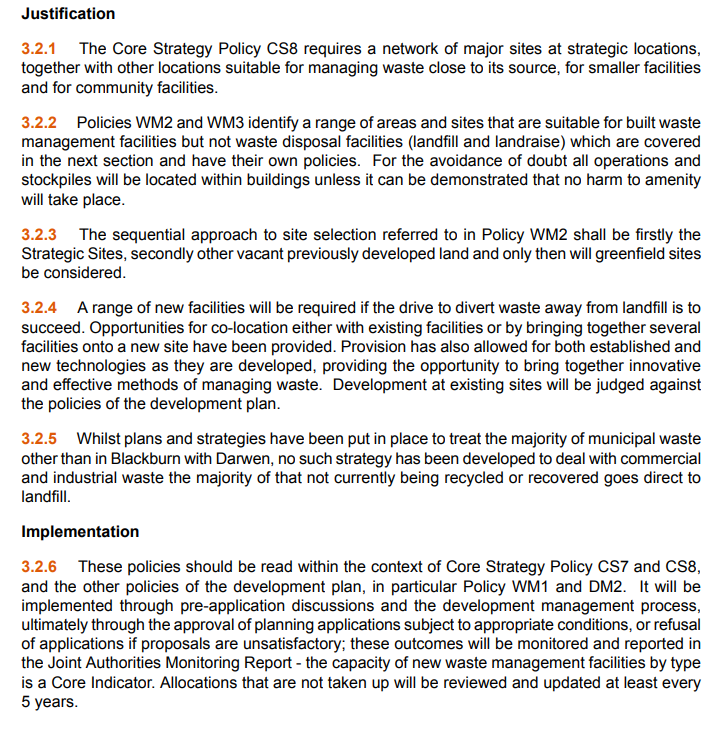 Justification
3.2.1 The Core Strategy Policy CS8 requires a network of major sites at strategic locations,
together with other locations suitable for managing waste close to its source, for smaller facilities
and for community facilities.
3.2.2 Policies WM2 and WM3 identify a range of areas and sites that are suitable for built waste
management facilities but not waste disposal facilities (landfill and landraise) which are covered
in the next section and have their own policies. For the avoidance of doubt all operations and
stockpiles will be located within buildings unless it can be demonstrated that no harm to amenity
will take place.
3.2.3 The sequential approach to site selection referred to in Policy WM2 shall be firstly the
Strategic Sites, secondly other vacant previously developed land and only then will greenfield sites
be considered.
3.2.4 A range of new facilities will be required if the drive to divert waste away from landfill is to
succeed. Opportunities for co-location either with existing facilities or by bringing together several
facilities onto a new site have been provided. Provision has also allowed for both established and
new technologies as they are developed, providing the opportunity to bring together innovative
and effective methods of managing waste. Development at existing sites will be judged against
the policies of the development plan.
3.2.5 Whilst plans and strategies have been put in place to treat the majority of municipal waste
other than in Blackburn with Darwen, no such strategy has been developed to deal with commercial
and industrial waste the majority of that not currently being recycled or recovered goes direct to
landfill.
Implementation
3.2.6 These policies should be read within the context of Core Strategy Policy CS7 and CS8,
and the other policies of the development plan, in particular Policy WM1 and DM2. It will be
implemented through pre-application discussions and the development management process,
ultimately through the approval of planning applications subject to appropriate conditions, or refusal
of applications if proposals are unsatisfactory; these outcomes will be monitored and reported in
the Joint Authorities Monitoring Report - the capacity of new waste management facilities by type
is a Core Indicator. Allocations that are not taken up will be reviewed and updated at least every
5 years.